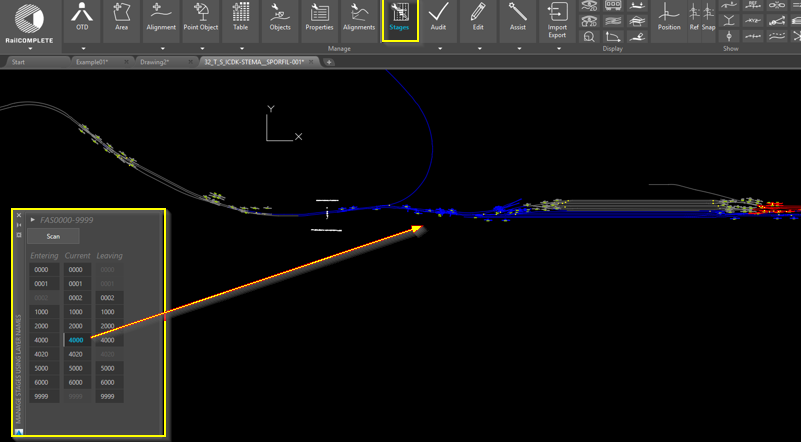 RailCOMPLETE
OTD Area Alignment Point Object Table Objects Properties Alignments Stages Audit Edit Assist Import Export Position Ref Snap
Manage Display Show
Start Example01* Drawing2* 32_T_S_ICDK-STEMA__SPORFIL-001*
Y
X
FAS0000-9999
Scan
Entering Current Leaving
0000 0000 0000
0001 0001 0001
0002 0002 0002
1000 1000 1000
2000 2000 2000
4000 4000 4000
4020 4020 4020
5000 5000 5000
6000 6000 6000
9999 9999 9999
MANAGE STAGES USING LAYER NAMES